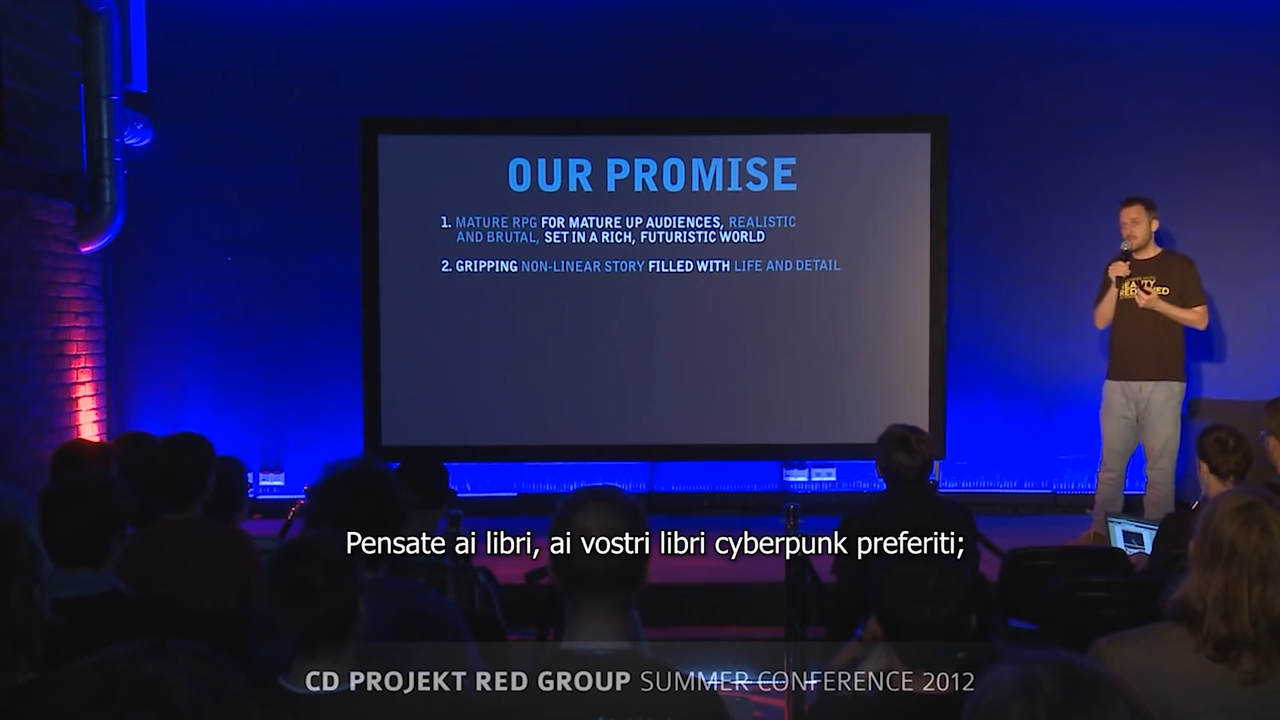 OUR PROMISE
1. MATURE RPG FOR MATURE UP AUDIENCES, REALISTIC
AND BRUTAL, SET IN A RICH, FUTURISTIC WORLD
2. GRIPPING NON-LINEAR STORY FILLED WITH LIFE AND DETAIL
Pensate ai libri, ai vostri libri cyberpunk preferiti;
CD PROJEKT RED GROUP SUMMER CONFERENCE 2012